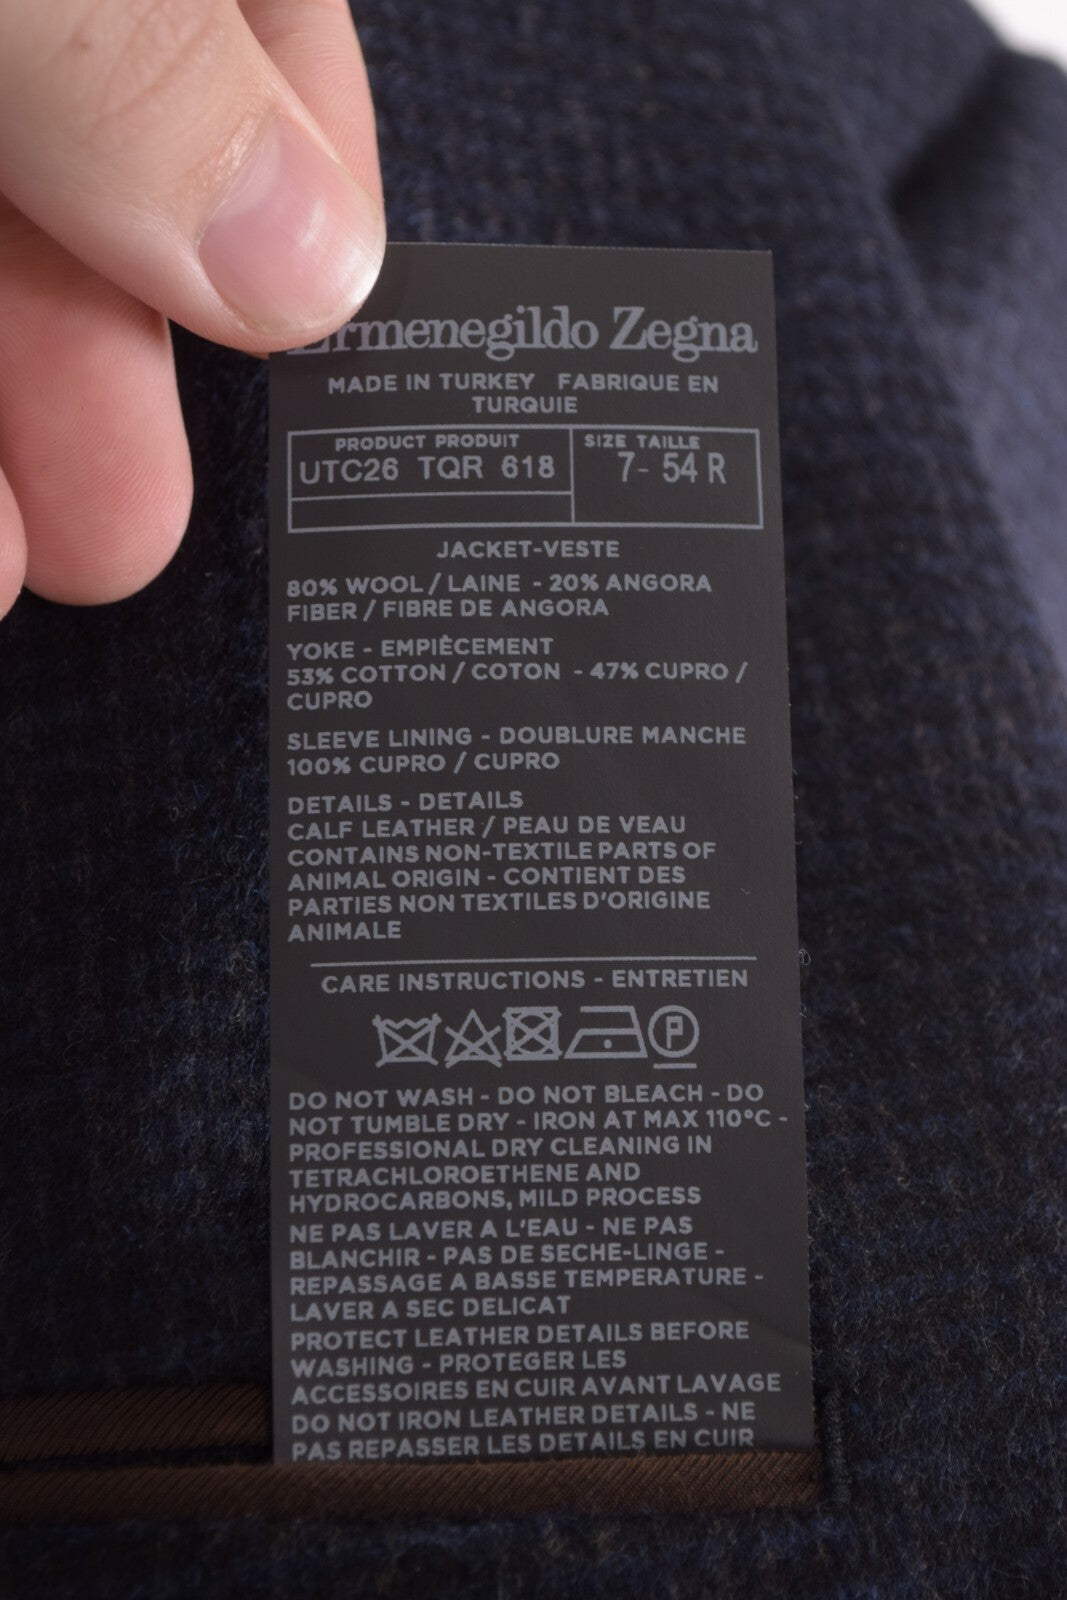 Ermenegildo Zegna
MADE IN TURKEY FABRIQUE EN
TURQUIE
PRODUCT PRODUIT
UTC26 TQR 618
SIZE TAILLE
7- 54 R
JACKET-VESTE
80% WOOL / LAINE - 20% ANGORA
FIBER / FIBRE DE ANGORA
YOKE - EMPIÈCEMENT
53% COTTON / COTON - 47% CUPRO /
CUPRO
SLEEVE LINING - DOUBLURE MANCHE
100% CUPRO / CUPRO
DETAILS - DETAILS
CALF LEATHER / PEAU DE VEAU
CONTAINS NON-TEXTILE PARTS OF
ANIMAL ORIGIN - CONTIENT DES
PARTIES NON TEXTILES D'ORIGINE
ANIMALE
CARE INSTRUCTIONS - ENTRETIEN
P
DO NOT WASH - DO NOT BLEACH - DO
NOT TUMBLE DRY - IRON AT MAX 110°C -
PROFESSIONAL DRY CLEANING IN
TETRACHLOROETHENE AND
HYDROCARBONS, MILD PROCESS
NE PAS LAVER A L'EAU - NE PAS
BLANCHIR - PAS DE SECHE-LINGE -
REPASSAGE A BASSE TEMPERATURE -
LAVER A SEC DELICAT
PROTECT LEATHER DETAILS BEFORE
WASHING - PROTEGER LES
ACCESSOIRES EN CUIR AVANT LAVAGE
DO NOT IRON LEATHER DETAILS - NE
PAS REPASSER LES DETAILS EN CUIR